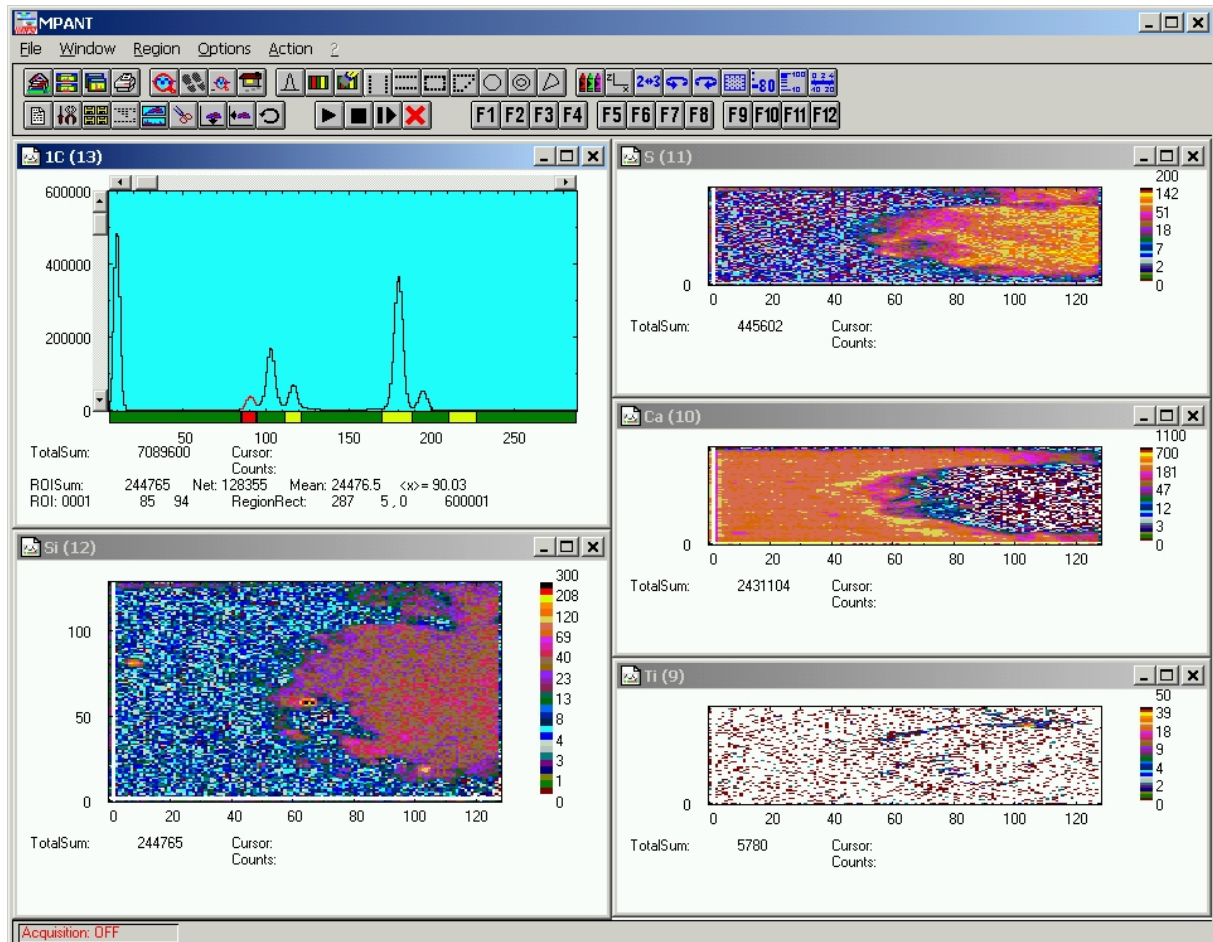 MPANT
File Window Region Options Action ?
2↔3 -80
F1 F2 F3 F4 F5 F6 F7 F8 F9 F10 F11 F12
1C (13)
600000
400000
200000
0
50 100 150 200 250
TotalSum: 7089600 Cursor:
Counts:
ROISum: 244765 Net: 128355 Mean: 24476.5 <x>= 90.03
ROI: 0001 85 94 RegionRect: 287 5 , 0 600001
S (11)
200
142
51
18
7
2
0
0
0 20 40 60 80 100 120
TotalSum: 445602 Cursor:
Counts:
Ca (10)
1100
700
181
47
12
3
0
0
0 20 40 60 80 100 120
TotalSum: 2431104 Cursor:
Counts:
Si (12)
300
208
120
69
40
23
13
8
4
3
1
0
100
50
0
0 20 40 60 80 100 120
TotalSum: 244765 Cursor:
Counts:
Ti (9)
50
39
18
9
4
2
0
0
0 20 40 60 80 100 120
TotalSum: 5780 Cursor:
Counts:
Acquisition: OFF